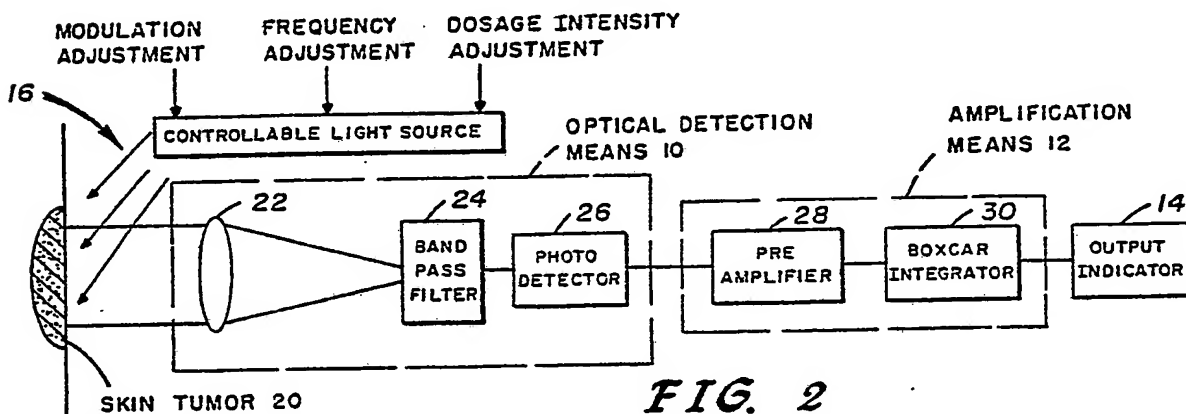 MODULATION
ADJUSTMENT
FREQUENCY
ADJUSTMENT
DOSAGE INTENSITY
ADJUSTMENT
16
CONTROLLABLE LIGHT SOURCE
OPTICAL DETECTION
MEANS 10
AMPLIFICATION
MEANS 12
22
24
26
28
30
14
BAND
PASS
FILTER
PHOTO
DETECTOR
PRE
AMPLIFIER
BOXCAR
INTEGRATOR
OUTPUT
INDICATOR
SKIN TUMOR 20
FIG. 2